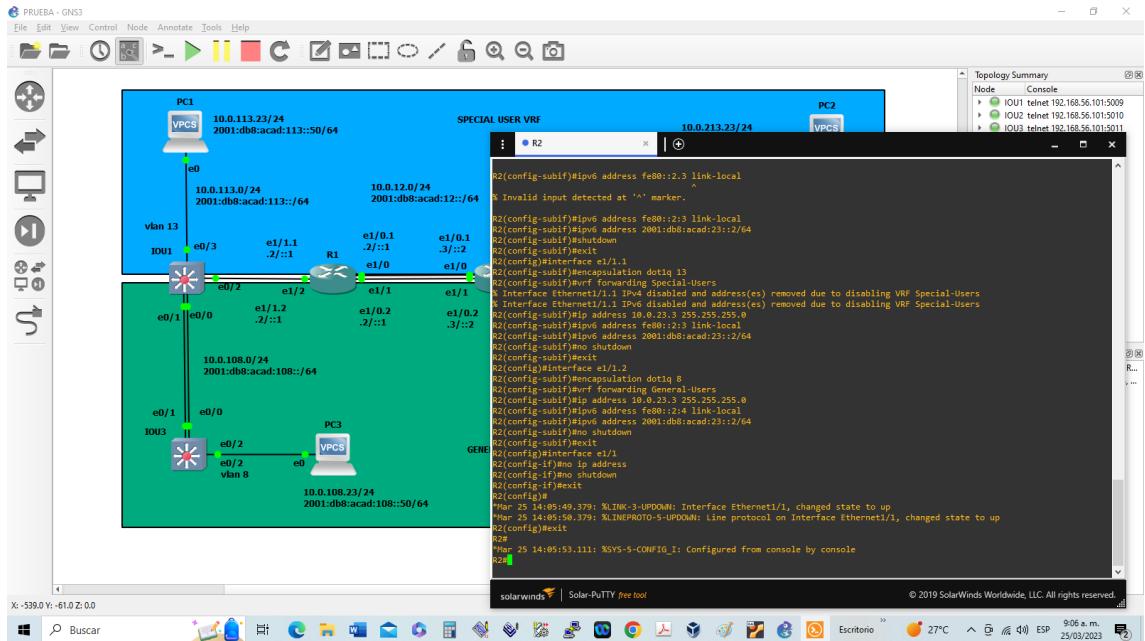 PRUEBA - GNS3
File Edit View Control Node Annotate Tools Help
Topology Summary
Node Console
IOU1 telnet 192.168.56.101:5009
IOU2 telnet 192.168.56.101:5010
IOU3 telnet 192.168.56.101:5011
PC1
VPCS
10.0.113.23/24
2001:db8:acad:113::50/64
SPECIAL USER VRF
PC2
10.0.213.23/24
VPCS
e0
10.0.113.0/24
2001:db8:acad:113::/64
10.0.12.0/24
2001:db8:acad:12::/64
vlan 13
IOU1
e0/3
e1/1.1
.2/::1
R1
e1/0.1
.2/::1
e1/0.1
.3/::2
e1/0
e1/0
e0/2
e1/2
e1/1
e1/1
e0/1
e0/0
e1/1.2
.2/::1
e1/0.2
.2/::1
e1/0.2
.3/::2
10.0.108.0/24
2001:db8:acad:108::/64
e0/1
e0/0
IOU3
PC3
VPCS
e0/2
e0/2
vlan 8
e0
10.0.108.23/24
2001:db8:acad:108::50/64
GENE
R2
R2(config-subif)#ipv6 address fe80::2.3 link-local
^
% Invalid input detected at '^' marker.
R2(config-subif)#ipv6 address fe80::2:3 link-local
R2(config-subif)#ipv6 address 2001:db8:acad:23::2/64
R2(config-subif)#shutdown
R2(config-subif)#exit
R2(config)#interface e1/1.1
R2(config-subif)#encapsulation dot1q 13
R2(config-subif)#vrf forwarding Special-Users
% Interface Ethernet1/1.1 IPv4 disabled and address(es) removed due to disabling VRF Special-Users
% Interface Ethernet1/1.1 IPv6 disabled and address(es) removed due to disabling VRF Special-Users
R2(config-subif)#ip address 10.0.23.3 255.255.255.0
R2(config-subif)#ipv6 address fe80::2:3 link-local
R2(config-subif)#ipv6 address 2001:db8:acad:23::2/64
R2(config-subif)#no shutdown
R2(config-subif)#exit
R2(config)#interface e1/1.2
R2(config-subif)#encapsulation dot1q 8
R2(config-subif)#vrf forwarding General-Users
R2(config-subif)#ip address 10.0.23.3 255.255.255.0
R2(config-subif)#ipv6 address fe80::2:4 link-local
R2(config-subif)#ipv6 address 2001:db8:acad:23::2/64
R2(config-subif)#no shutdown
R2(config-subif)#exit
R2(config)#interface e1/1
R2(config-if)#no ip address
R2(config-if)#no shutdown
R2(config-if)#exit
R2(config)#
*Mar 25 14:05:49.379: %LINK-3-UPDOWN: Interface Ethernet1/1, changed state to up
*Mar 25 14:05:50.379: %LINEPROTO-5-UPDOWN: Line protocol on Interface Ethernet1/1, changed state to up
R2(config)#exit
R2#
*Mar 25 14:05:53.111: %SYS-5-CONFIG_I: Configured from console by console
R2#
solarwinds Solar-PuTTY free tool
© 2019 SolarWinds Worldwide, LLC. All rights reserved.
R...
X: -539.0 Y: -61.0 Z: 0.0
Buscar
Escritorio
27°C
ESP
9:06 a. m.
25/03/2023